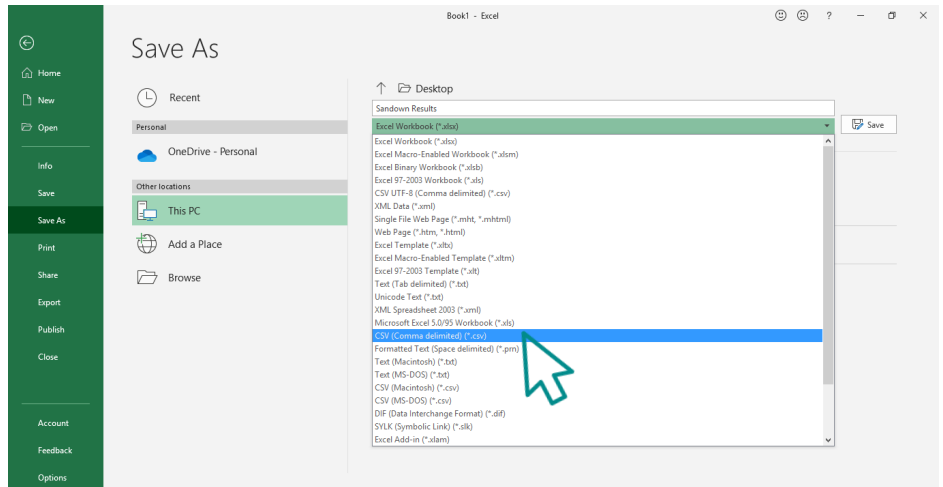 Book1 - Excel
?
Save As
Home
New
Open
Info
Save
Save As
Print
Share
Export
Publish
Close
Account
Feedback
Options
Recent
Personal
OneDrive - Personal
Other locations
This PC
Add a Place
Browse
Desktop
Sandown Results
Excel Workbook (*.xlsx)
Save
Excel Workbook (*.xlsx)
Excel Macro-Enabled Workbook (*.xlsm)
Excel Binary Workbook (*.xlsb)
Excel 97-2003 Workbook (*.xls)
CSV UTF-8 (Comma delimited) (*.csv)
XML Data (*.xml)
Single File Web Page (*.mht, *.mhtml)
Web Page (*.htm, *.html)
Excel Template (*.xltx)
Excel Macro-Enabled Template (*.xltm)
Excel 97-2003 Template (*.xlt)
Text (Tab delimited) (*.txt)
Unicode Text (*.txt)
XML Spreadsheet 2003 (*.xml)
Microsoft Excel 5.0/95 Workbook (*.xls)
CSV (Comma delimited) (*.csv)
Formatted Text (Space delimited) (*.prn)
Text (Macintosh) (*.txt)
Text (MS-DOS) (*.txt)
CSV (Macintosh) (*.csv)
CSV (MS-DOS) (*.csv)
DIF (Data Interchange Format) (*.dif)
SYLK (Symbolic Link) (*.slk)
Excel Add-in (*.xlam)